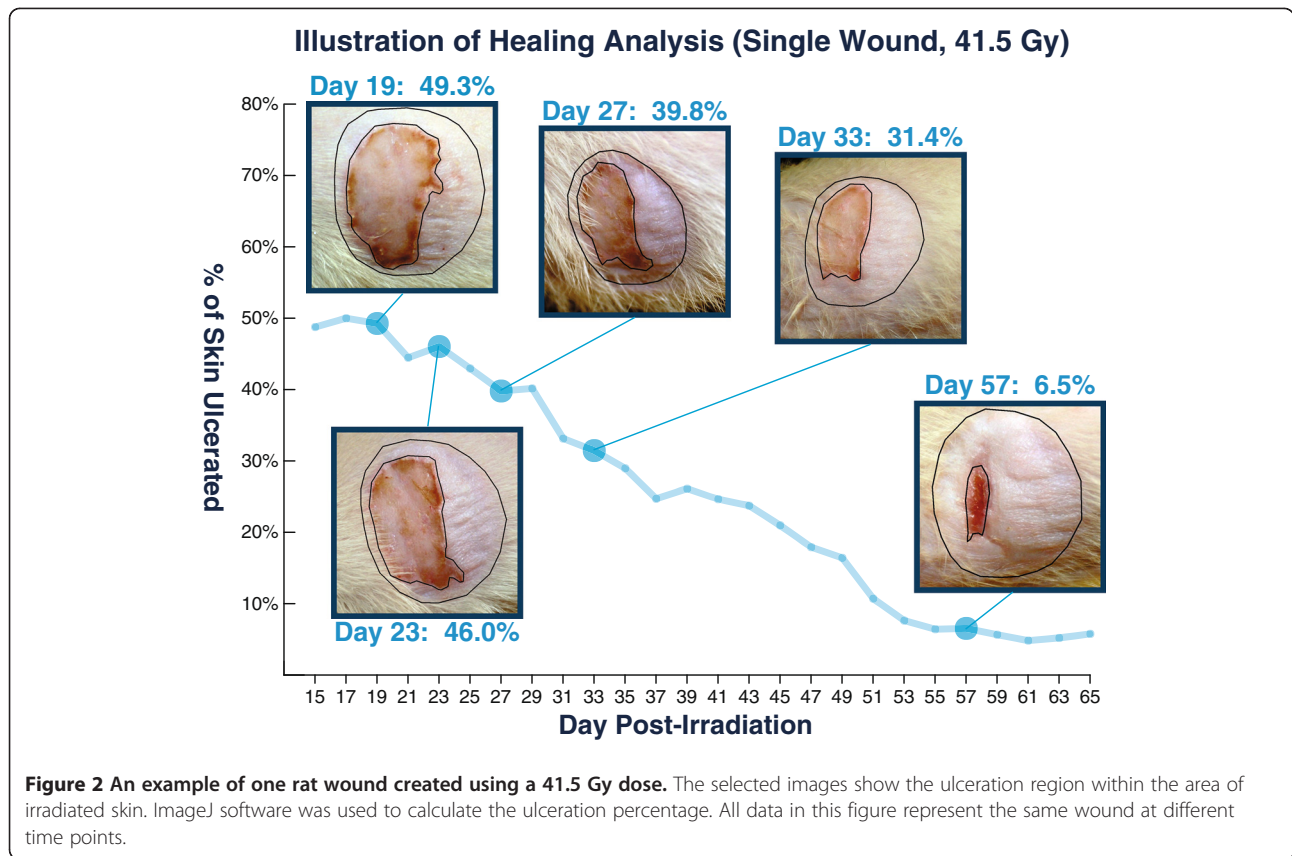 Illustration of Healing Analysis (Single Wound, 41.5 Gy)
Day 19: 49.3%
Day 27: 39.8%
Day 33: 31.4%
Day 57: 6.5%
Day 23: 46.0%
% of Skin Ulcerated
80%
70%
60%
50%
40%
30%
20%
10%
15 17 19 21 23 25 27 29 31 33 35 37 39 41 43 45 47 49 51 53 55 57 59 61 63 65
Day Post-Irradiation
Figure 2 An example of one rat wound created using a 41.5 Gy dose. The selected images show the ulceration region within the area of
irradiated skin. ImageJ software was used to calculate the ulceration percentage. All data in this figure represent the same wound at different
time points.